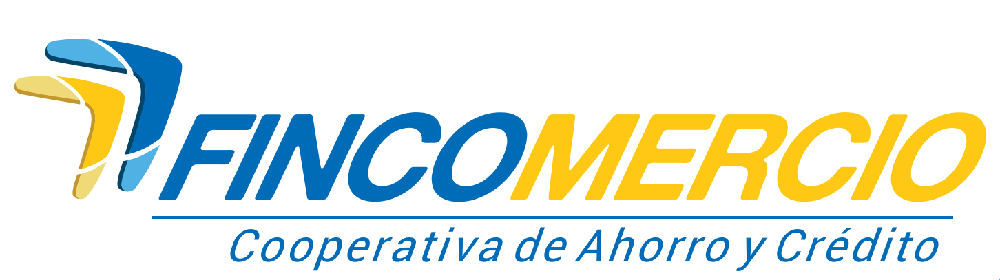 FINCOMERCIO
Cooperativa de Ahorro y Crédito